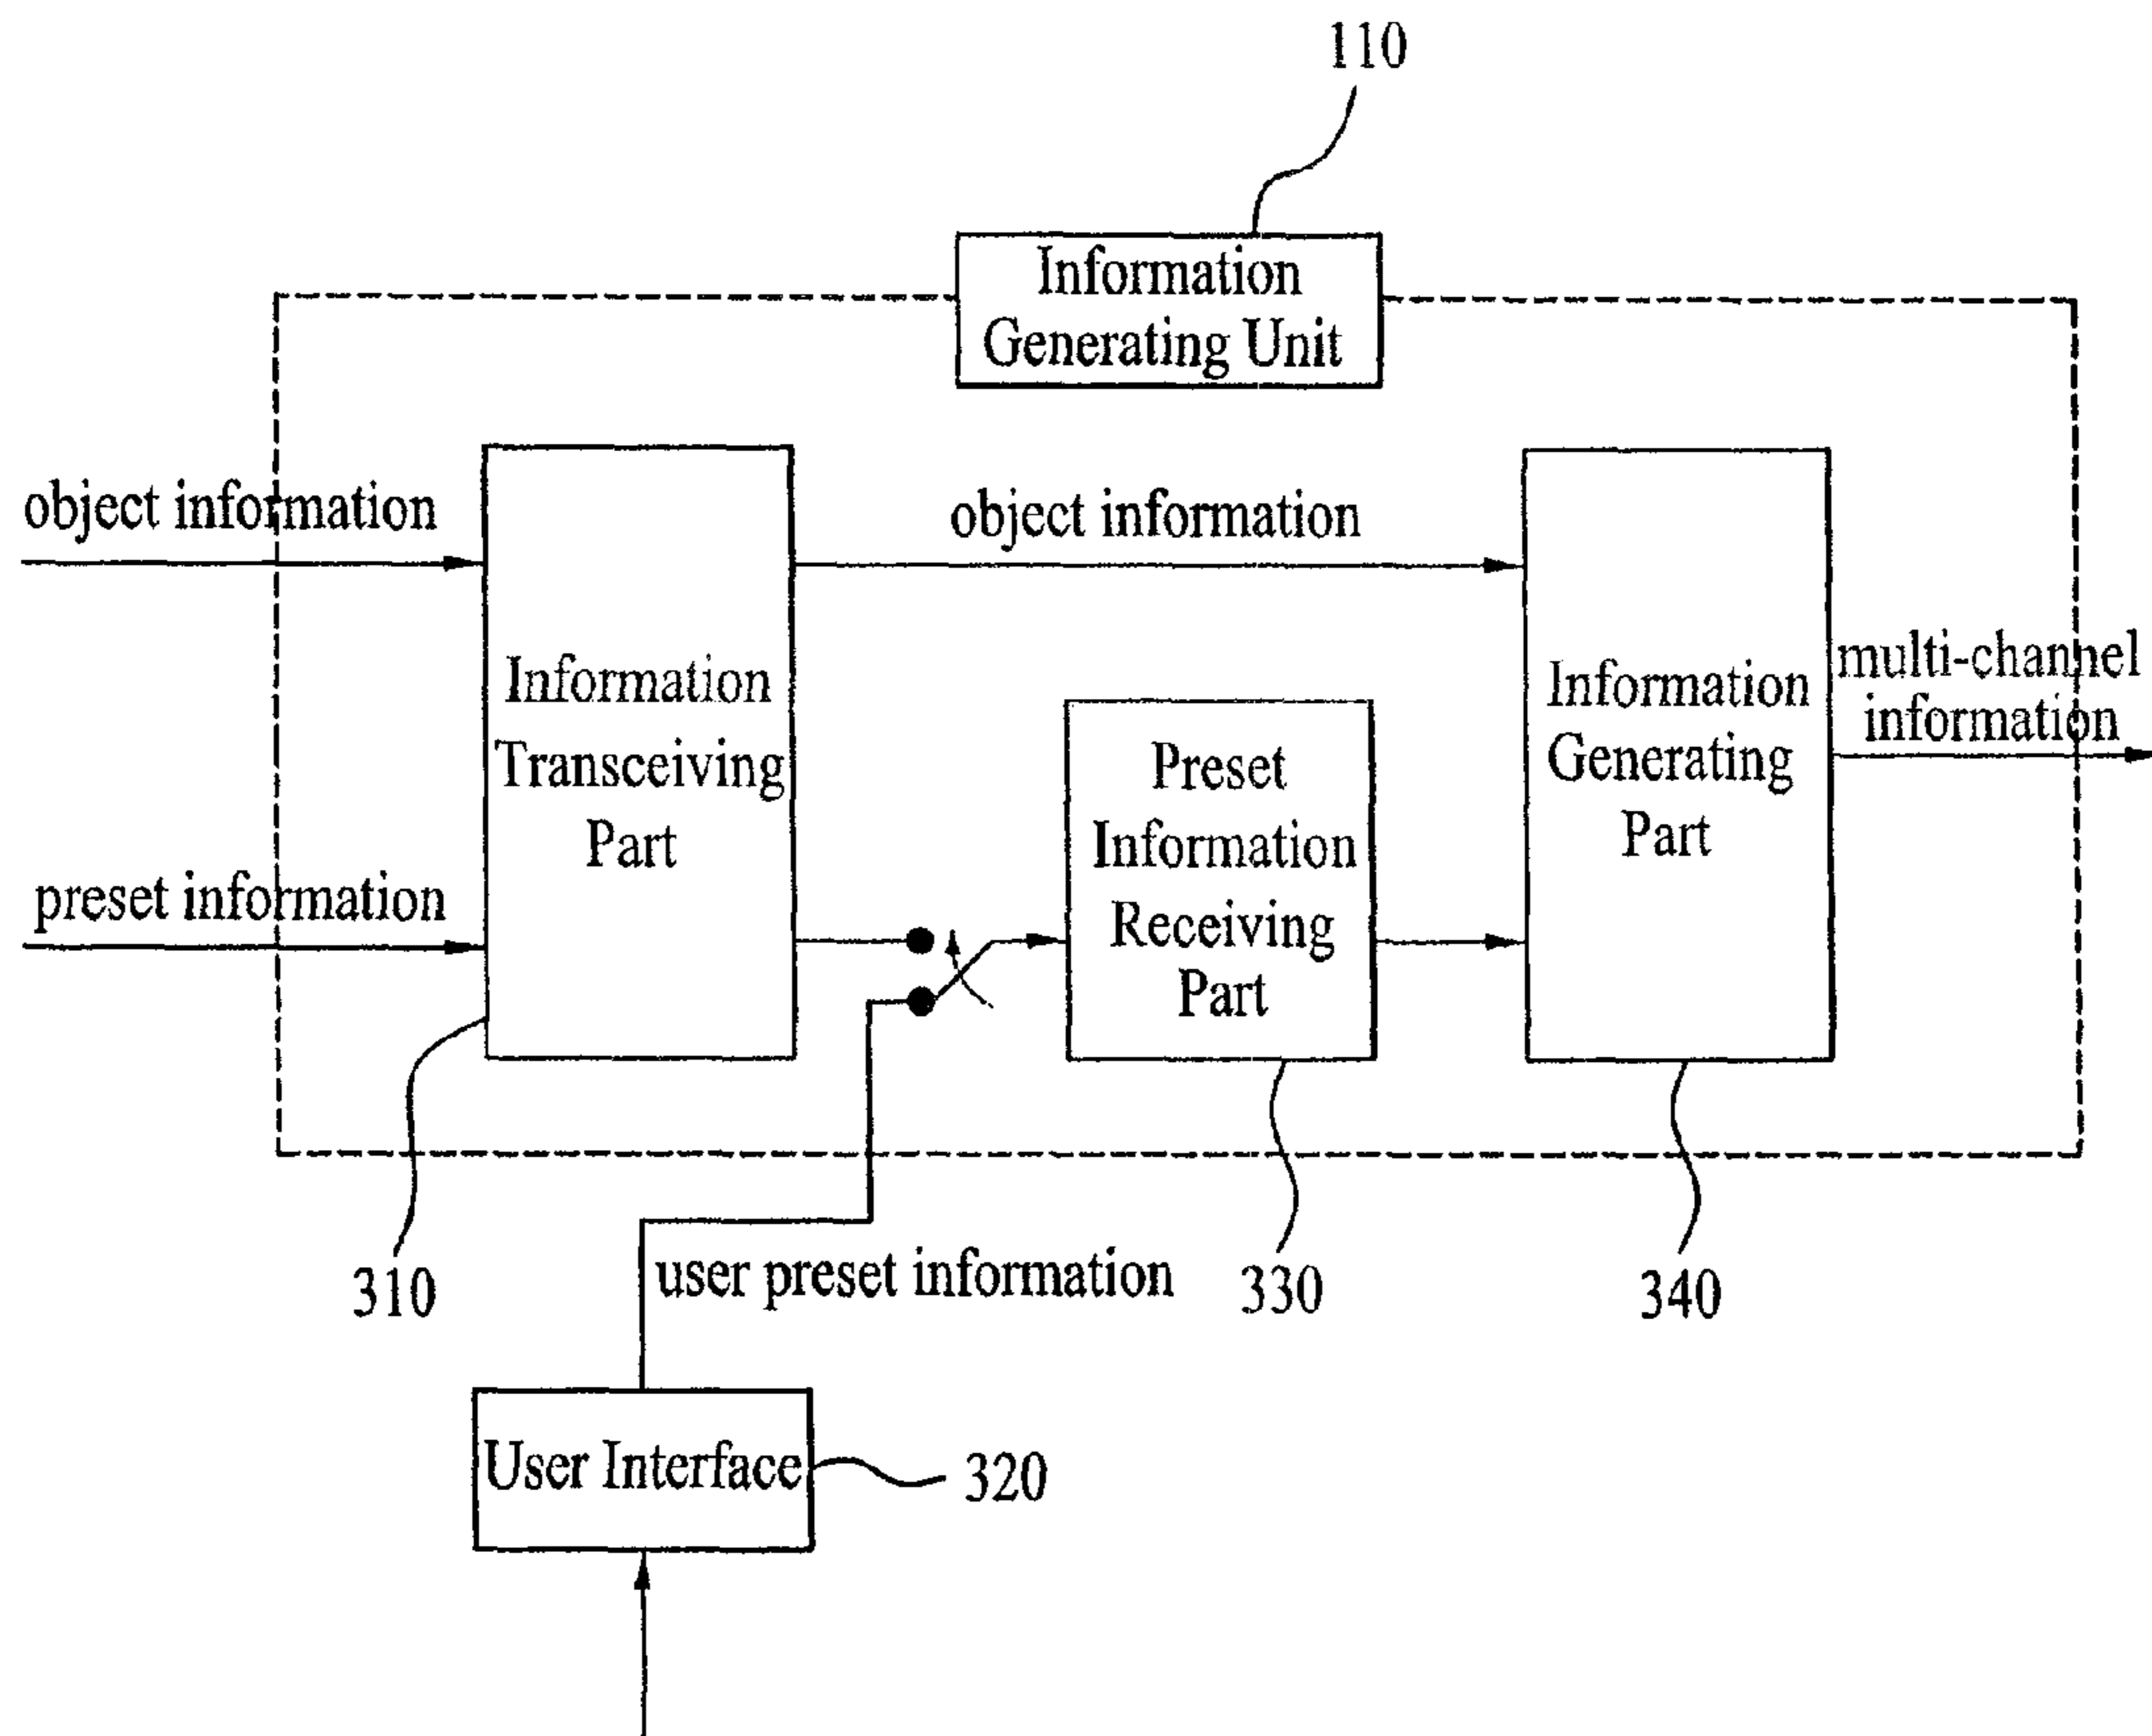 110
Information
Generating Unit
object information
object information
Information
Transceiving
Part
preset information
Preset
Information
Receiving
Part
Information
Generating
Part
multi-channel
information
310
user preset information
330
340
User Interface
320